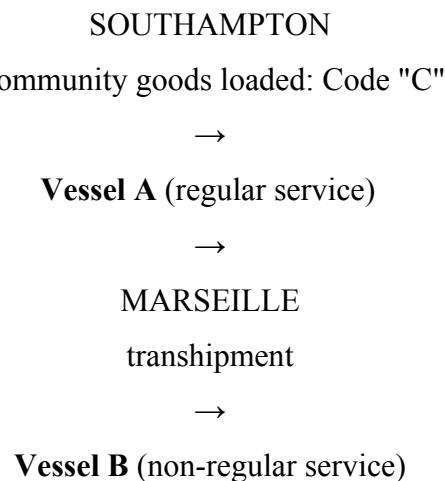 SOUTHAMPTON
ommunity goods loaded: Code "C"
→
Vessel A (regular service)
→
MARSEILLE
transhipment
→
Vessel B (non-regular service)